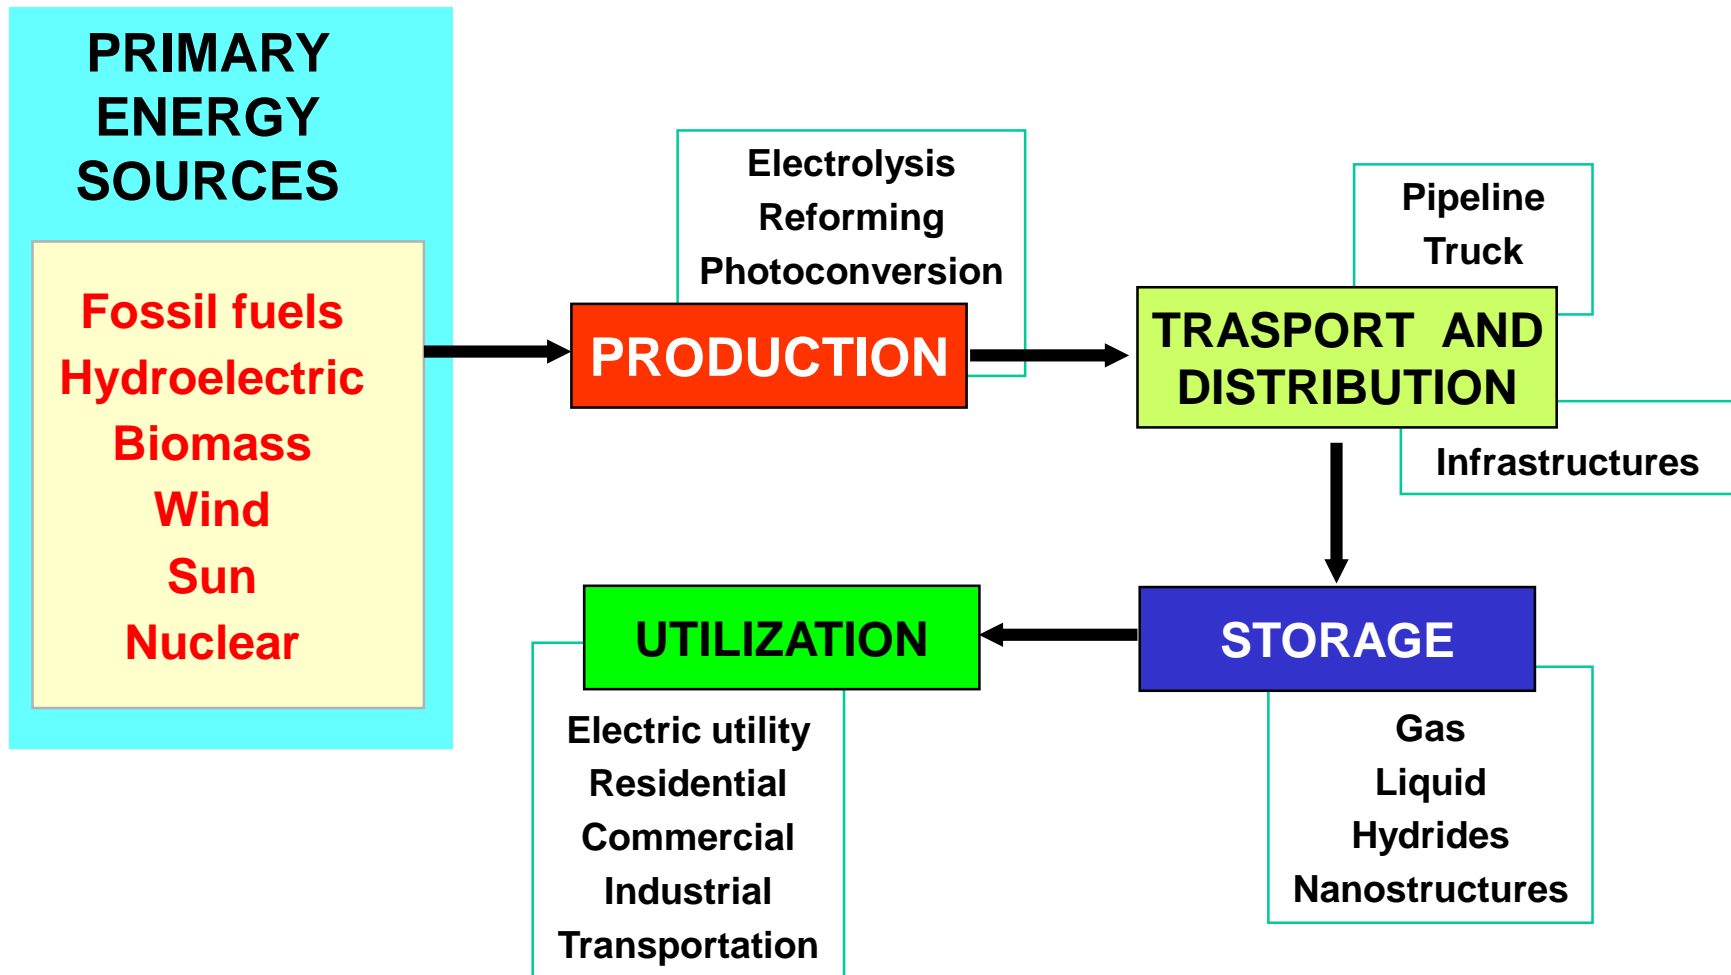 PRIMARY
ENERGY
SOURCES
Fossil fuels
Hydroelectric
Biomass
Wind
Sun
Nuclear
Electrolysis
Reforming
Photoconversion
PRODUCTION
Pipeline
Truck
TRASPORT AND
DISTRIBUTION
Infrastructures
STORAGE
Gas
Liquid
Hydrides
Nanostructures
UTILIZATION
Electric utility
Residential
Commercial
Industrial
Transportation